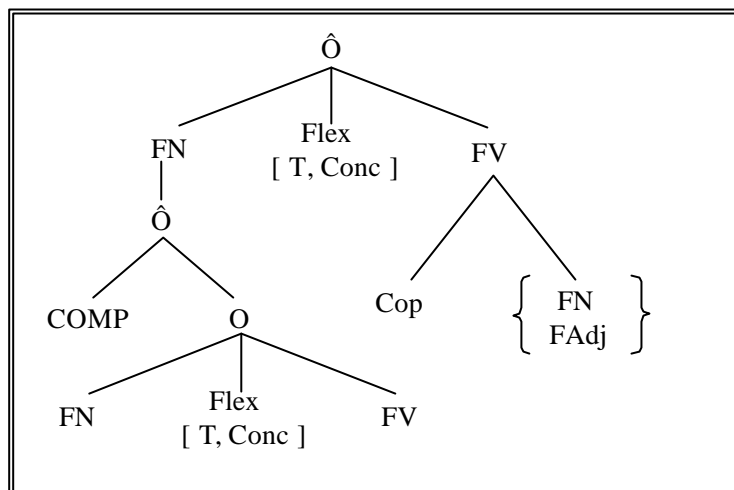 Ô
FN Flex FV
[ T, Conc ]
Ô
COMP O Cop FN
FAdj
FN Flex FV
[ T, Conc ]